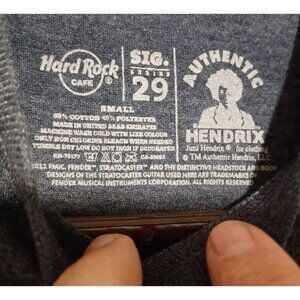 Hard Rock
CAFE
SIG.
SERIES
29
AUTHENTIC
HENDRIX
SMALL
60% COTTON 40% POLYESTER
MADE IN UNITED ARAB EMIRATES
MACHINE WASH COLD WITH LIKE COLOUR
ONLY NON CHLORINE BLEACH WHEN NEEDED
TUMBLE DRY LOW DO NOT IRON IF DECORATED
Jimi Hendrix ® for clothing
© TM Authentic Hendrix, LLC
FENDER® STRATOCASTER® AND THE DISTINCTIVE HEADSTOCK AND BODY
DESIGNS OF THE STRATOCASTER GUITAR USED HERE ARE TRADEMARKS OF
FENDER MUSICAL INSTRUMENTS CORPORATION. ALL RIGHTS RESERVED.